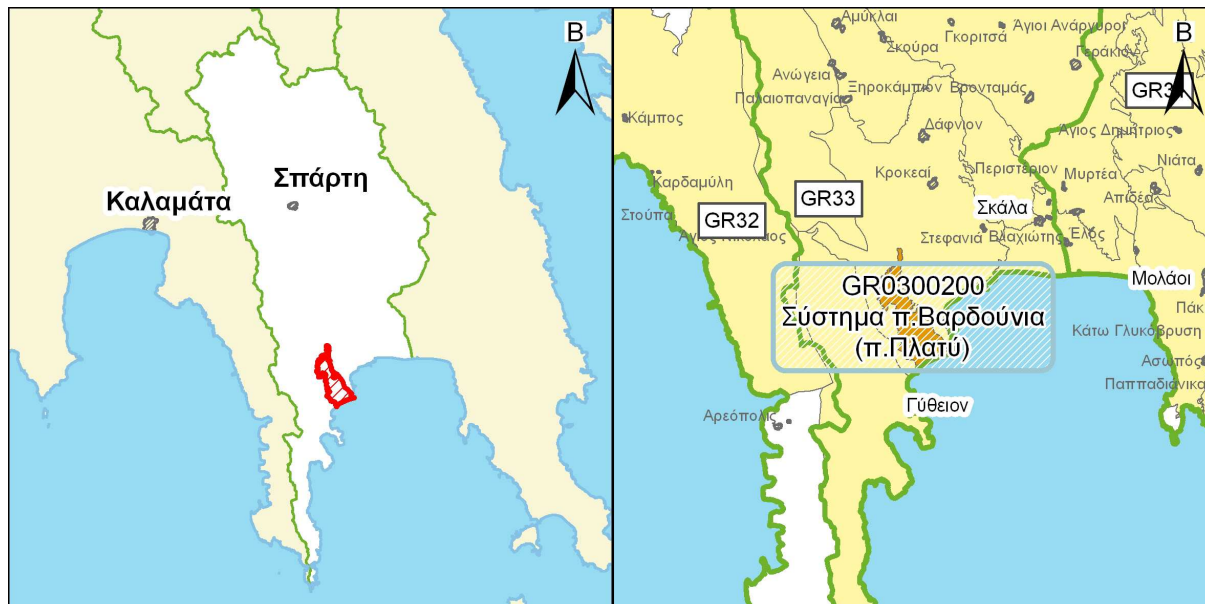 Β
Σπάρτη
Καλαμάτα
Β
Αμύκλαι
Γκοριτσά
Άγιοι Ανάργυροι
Σκούρα
Γεράκιον
Ανώγεια
Ξηροκάμπιον
Βρονταμάς
GR31
Παλαιοπαναγία
Κάμπος
Δάφνιον
Άγιος Δημήτριος
Περιστέριον
Νιάτα
Καρδαμύλη
Κροκεαί
Μυρτέα
GR33
Απιδέα
Στούπα
GR32
Σκάλα
Άγιος Νικόλαος
Στεφανιά
Βλαχιώτης
Έλος
Μολάοι
GR0300200
Σύστημα π.Βαρδούνια
(π.Πλατύ)
Πάκ
Κάτω Γλυκόβρυση
Ασωπός
Παππαδιάνικα
Γύθειον
Αρεόπολις